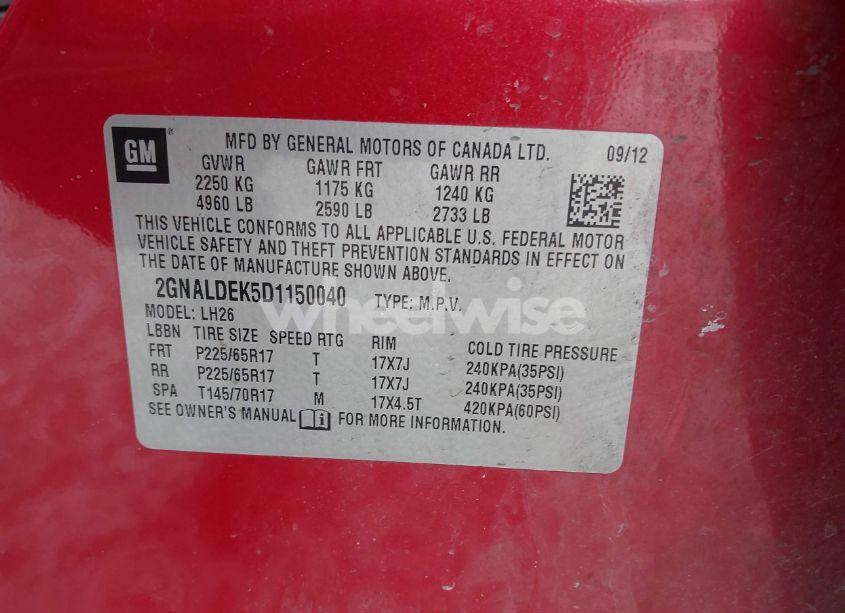 GM
MFD BY GENERAL MOTORS OF CANADA LTD. 09/12
GVWR GAWR FRT GAWR RR
2250 KG 1175 KG 1240 KG
4960 LB 2590 LB 2733 LB
THIS VEHICLE CONFORMS TO ALL APPLICABLE U.S. FEDERAL MOTOR
VEHICLE SAFETY AND THEFT PREVENTION STANDARDS IN EFFECT ON
THE DATE OF MANUFACTURE SHOWN ABOVE.
2GNALDEK5D1150040 TYPE: M.P.V.
MODEL: LH26
wheelwise
LBBN TIRE SIZE SPEED RTG RIM COLD TIRE PRESSURE
FRT P225/65R17 T 17X7J 240KPA(35PSI)
RR P225/65R17 T 17X7J 240KPA(35PSI)
SPA T145/70R17 M 17X4.5T 420KPA(60PSI)
SEE OWNER'S MANUAL FOR MORE INFORMATION.